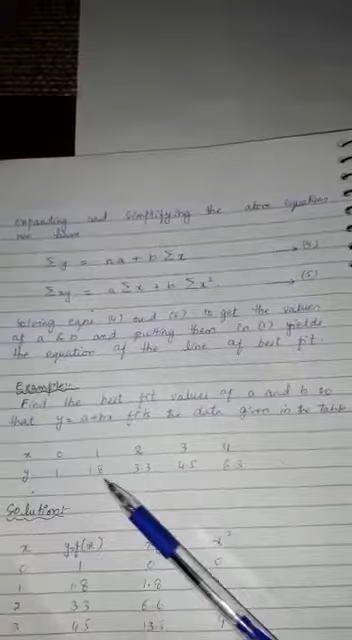 Expanding and simplifying the above equations
we have
Σy = na + b Σx → (4)
Σxy = a Σx + b Σx² → (5)
Solving eqns (4) and (5) to get the values
of a & b and putting them in (1) yields
the equation of the line of best fit.
Example:-
Find the best fit values of a and b so
that y = a+bx fits the data given in the Table
x 0 1 2 3 4
y 1 1.8 3.3 4.5 6.3
Solution:-
x y=f(x) x²
0 1 0 0
1 1.8 1.8
2 3.3 6.6
3 4.5 13.5